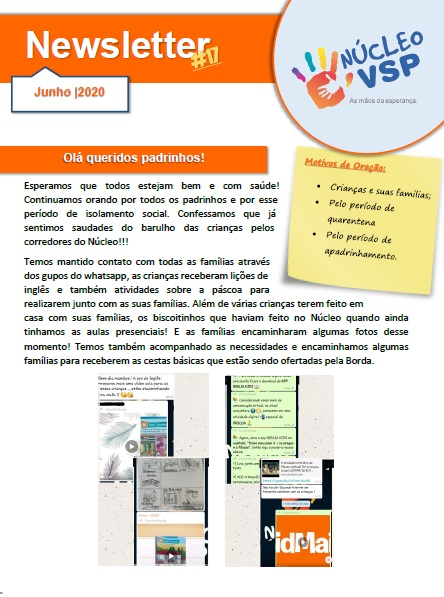 Newsletter
#17
Junho |2020
NÚCLEO
VSP
As mãos da esperança.
Olá queridos padrinhos!
Motivos de Oração:
• Crianças e suas famílias;
• Pelo período de
quarentena
• Pelo período de
apadrinhamento.
Esperamos que todos estejam bem e com saúde!
Continuamos orando por todos os padrinhos e por esse
período de isolamento social. Confessamos que já
sentimos saudades do barulho das crianças pelos
corredores do Núcleo!!!
Temos mantido contato com todas as famílias através
dos gupos do whatsapp, as crianças receberam lições de
inglês e também atividades sobre a páscoa para
realizarem junto com as suas famílias. Além de várias crianças terem feito em
casa com suas famílias, os biscoitinhos que haviam feito no Núcleo quando ainda
tinhamos as aulas presenciais! E as famílias encaminharam algumas fotos desse
momento! Temos também acompanhado as necessidades e encaminhamos algumas
famílias para receberem as cestas básicas que estão sendo ofertadas pela Borda.
idMai